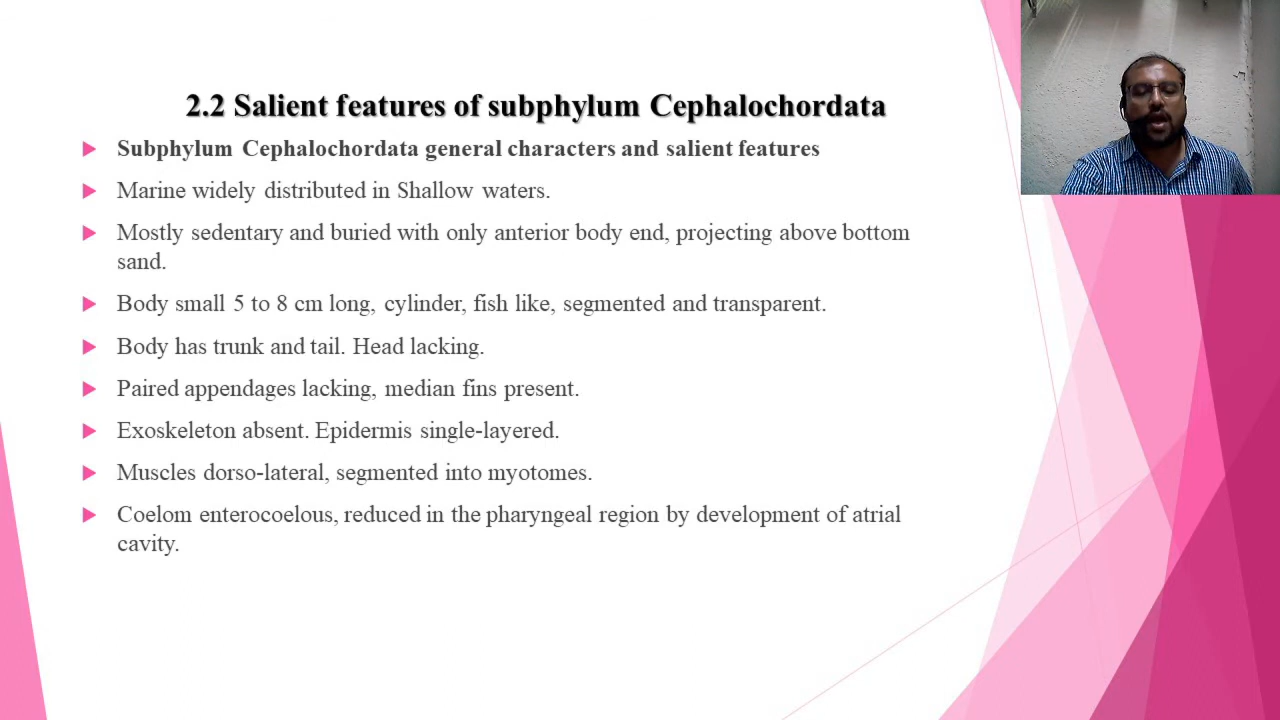 2.2 Salient features of subphylum Cephalochordata
Subphylum Cephalochordata general characters and salient features
Marine widely distributed in Shallow waters.
Mostly sedentary and buried with only anterior body end, projecting above bottom
sand.
Body small 5 to 8 cm long, cylinder, fish like, segmented and transparent.
Body has trunk and tail. Head lacking.
Paired appendages lacking, median fins present.
Exoskeleton absent. Epidermis single-layered.
Muscles dorso-lateral, segmented into myotomes.
Coelom enterocoelous, reduced in the pharyngeal region by development of atrial
cavity.